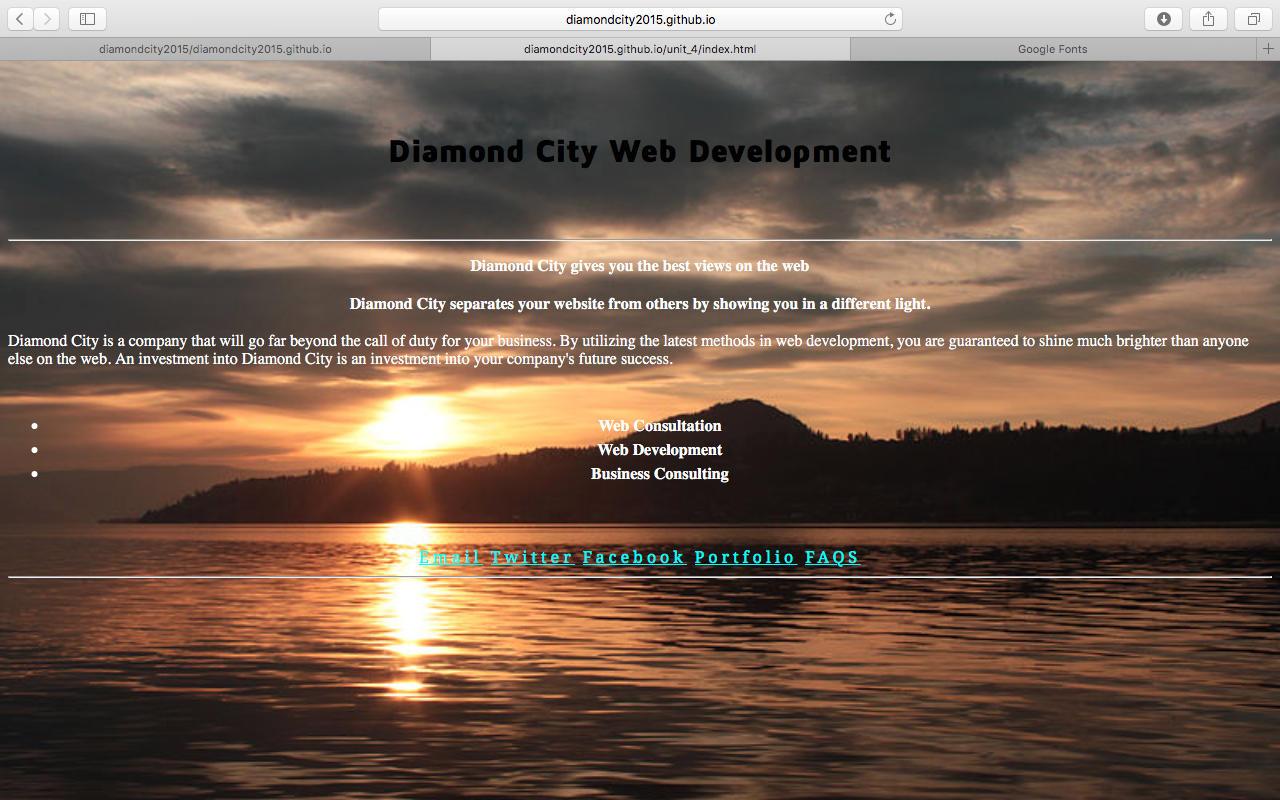 diamondcity2015.github.io
diamondcity2015/diamondcity2015.github.io
diamondcity2015.github.io/unit_4/index.html
Google Fonts
Diamond City Web Development
Diamond City gives you the best views on the web
Diamond City separates your website from others by showing you in a different light.
Diamond City is a company that will go far beyond the call of duty for your business. By utilizing the latest methods in web development, you are guaranteed to shine much brighter than anyone
else on the web. An investment into Diamond City is an investment into your company's future success.
• Web Consultation
• Web Development
• Business Consulting
Email Twitter Facebook Portfolio FAQS